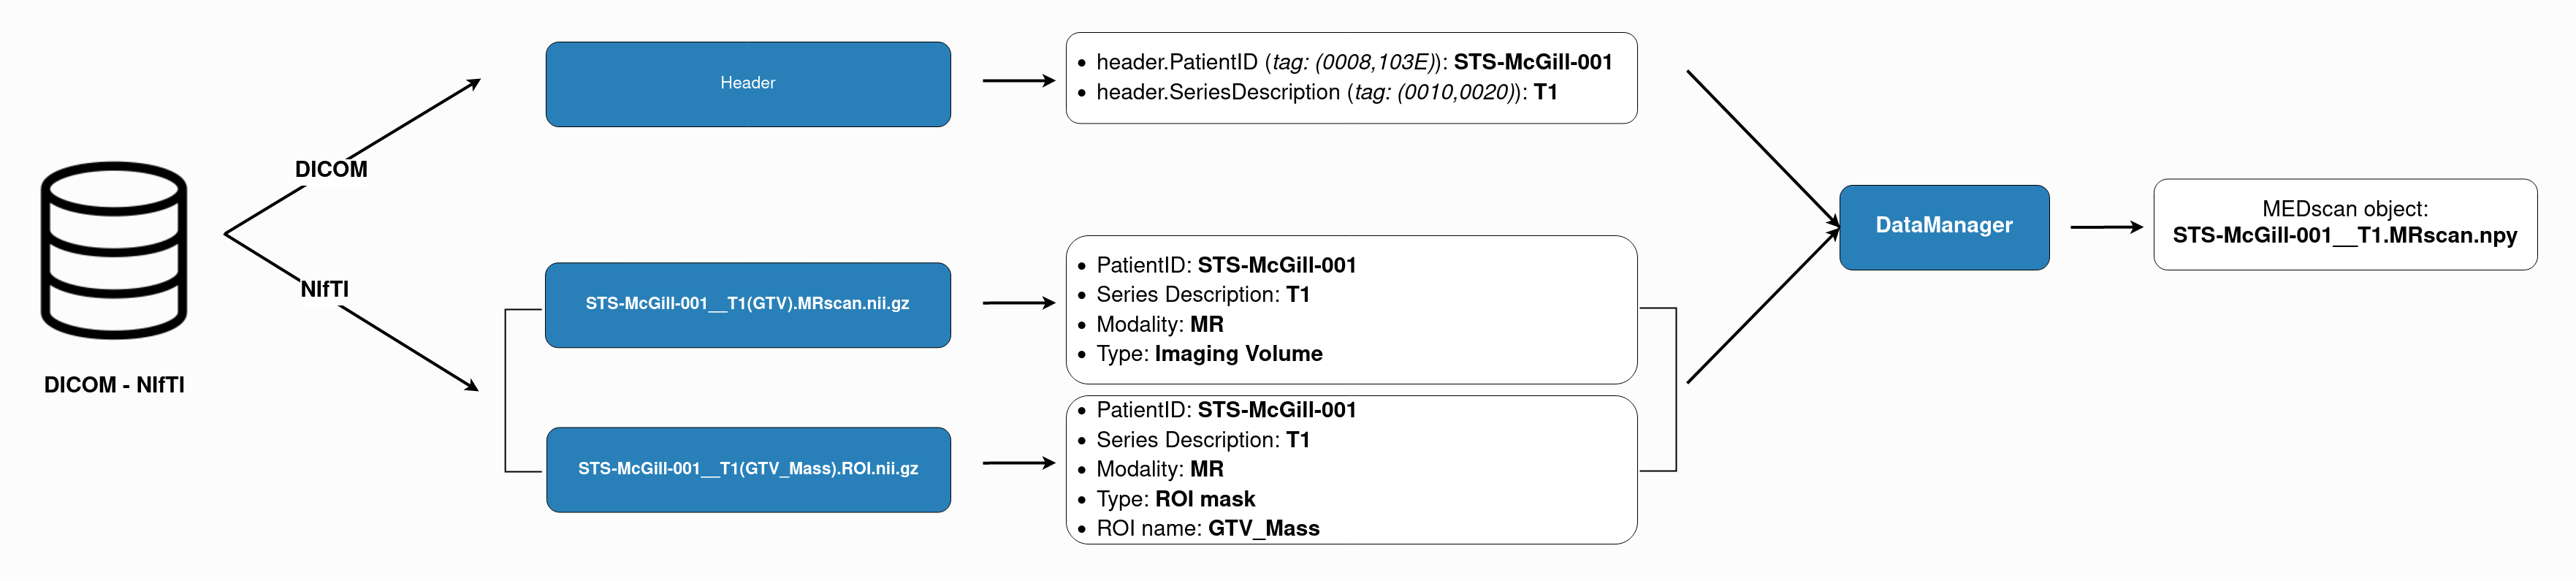 DICOM
NIfTI
DICOM - NIfTI
Header
• header.PatientID (tag: (0008,103E)): STS-McGill-001
• header.SeriesDescription (tag: (0010,0020)): T1
STS-McGill-001__T1(GTV).MRscan.nii.gz
• PatientID: STS-McGill-001
• Series Description: T1
• Modality: MR
• Type: Imaging Volume
STS-McGill-001__T1(GTV_Mass).ROI.nii.gz
• PatientID: STS-McGill-001
• Series Description: T1
• Modality: MR
• Type: ROI mask
• ROI name: GTV_Mass
DataManager
MEDscan object:
STS-McGill-001__T1.MRscan.npy